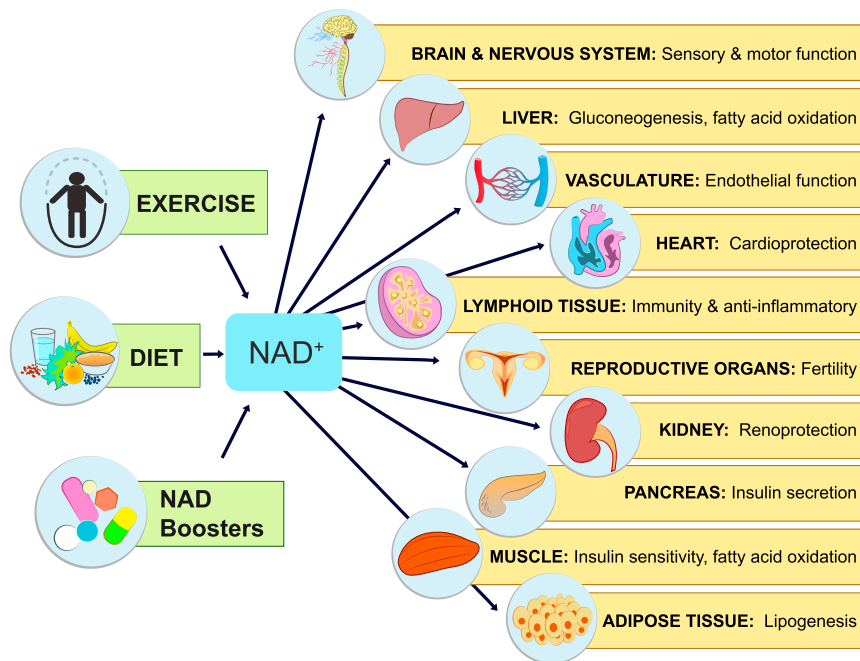 BRAIN & NERVOUS SYSTEM: Sensory & motor function
LIVER: Gluconeogenesis, fatty acid oxidation
VASCULATURE: Endothelial function
HEART: Cardioprotection
LYMPHOID TISSUE: Immunity & anti-inflammatory
REPRODUCTIVE ORGANS: Fertility
KIDNEY: Renoprotection
PANCREAS: Insulin secretion
MUSCLE: Insulin sensitivity, fatty acid oxidation
ADIPOSE TISSUE: Lipogenesis
EXERCISE
DIET
NAD
Boosters
NAD⁺